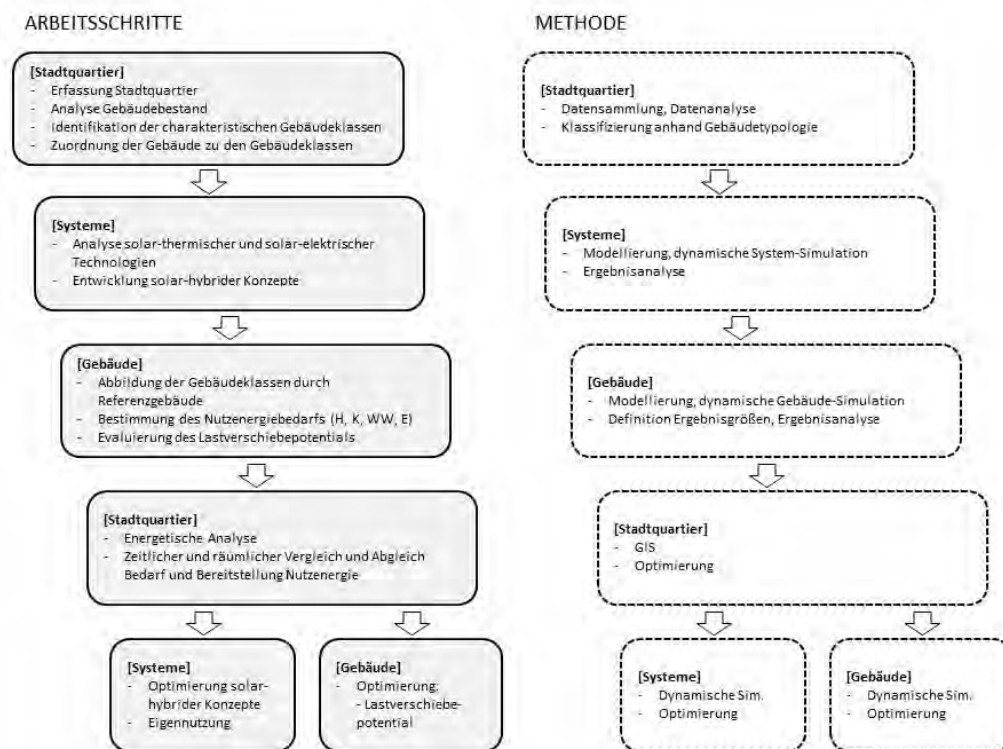 ARBEITSSCHRITTE
[Stadtquartier]
- Erfassung Stadtquartier
- Analyse Gebäudebestand
- Identifikation der charakteristischen Gebäudeklassen
- Zuordnung der Gebäude zu den Gebäudeklassen
[Systeme]
- Analyse solar-thermischer und solar-elektrischer
Technologien
- Entwicklung solar-hybrider Konzepte
[Gebäude]
- Abbildung der Gebäudeklassen durch
Referenzgebäude
- Bestimmung des Nutzenergiebedarfs (H, K, WW, E)
- Evaluierung des Lastverschiebepotentials
[Stadtquartier]
- Energetische Analyse
- Zeitlicher und räumlicher Vergleich und Abgleich
Bedarf und Bereitstellung Nutzenergie
[Systeme]
- Optimierung solar-
hybrider Konzepte
- Eigennutzung
[Gebäude]
- Optimierung:
- Lastverschiebe-
potential
METHODE
[Stadtquartier]
- Datensammlung, Datenanalyse
- Klassifizierung anhand Gebäudetypologie
[Systeme]
- Modellierung, dynamische System-Simulation
- Ergebnisanalyse
[Gebäude]
- Modellierung, dynamische Gebäude-Simulation
- Definition Ergebnisgrößen, Ergebnisanalyse
[Stadtquartier]
- GIS
- Optimierung
[Systeme]
- Dynamische Sim.
- Optimierung
[Gebäude]
- Dynamische Sim.
- Optimierung